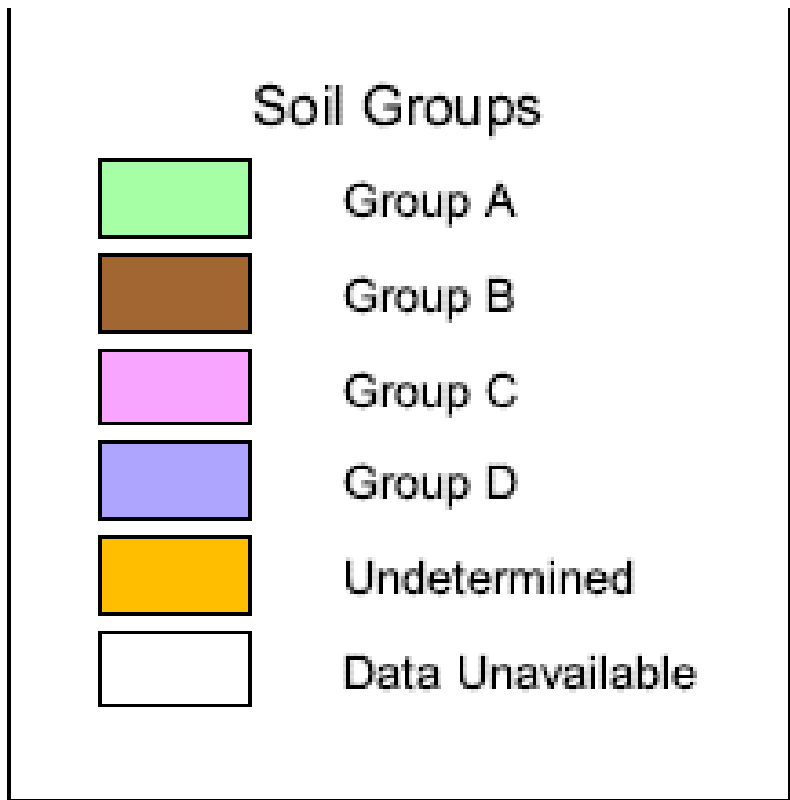 Soil Groups
Group A
Group B
Group C
Group D
Undetermined
Data Unavailable